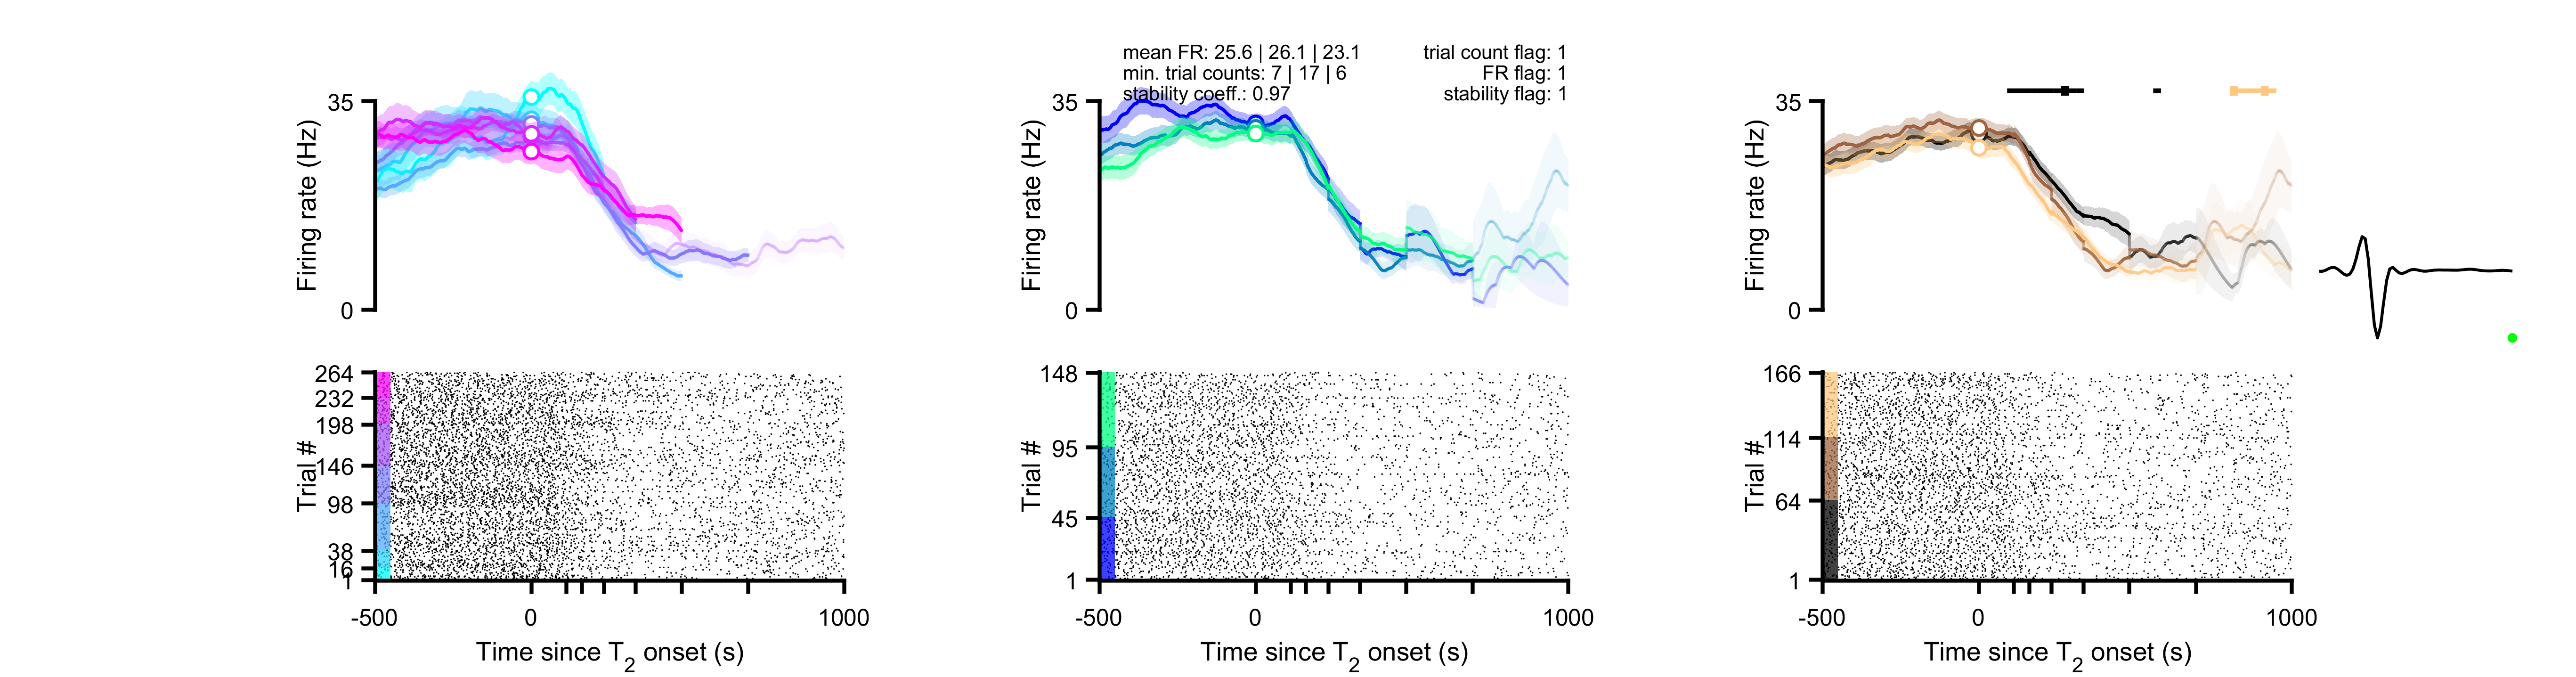 mean FR: 25.6 | 26.1 | 23.1
trial count flag: 1
min. trial counts: 7 | 17 | 6
FR flag: 1
stability coeff.: 0.97
stability flag: 1
35
Firing rate (Hz)
0
35
Firing rate (Hz)
0
35
Firing rate (Hz)
0
264
232
198
146
98
38
16
1
Trial #
148
95
45
1
Trial #
166
114
64
1
Trial #
-500
0
1000
Time since T2 onset (s)
-500
0
1000
Time since T2 onset (s)
-500
0
1000
Time since T2 onset (s)